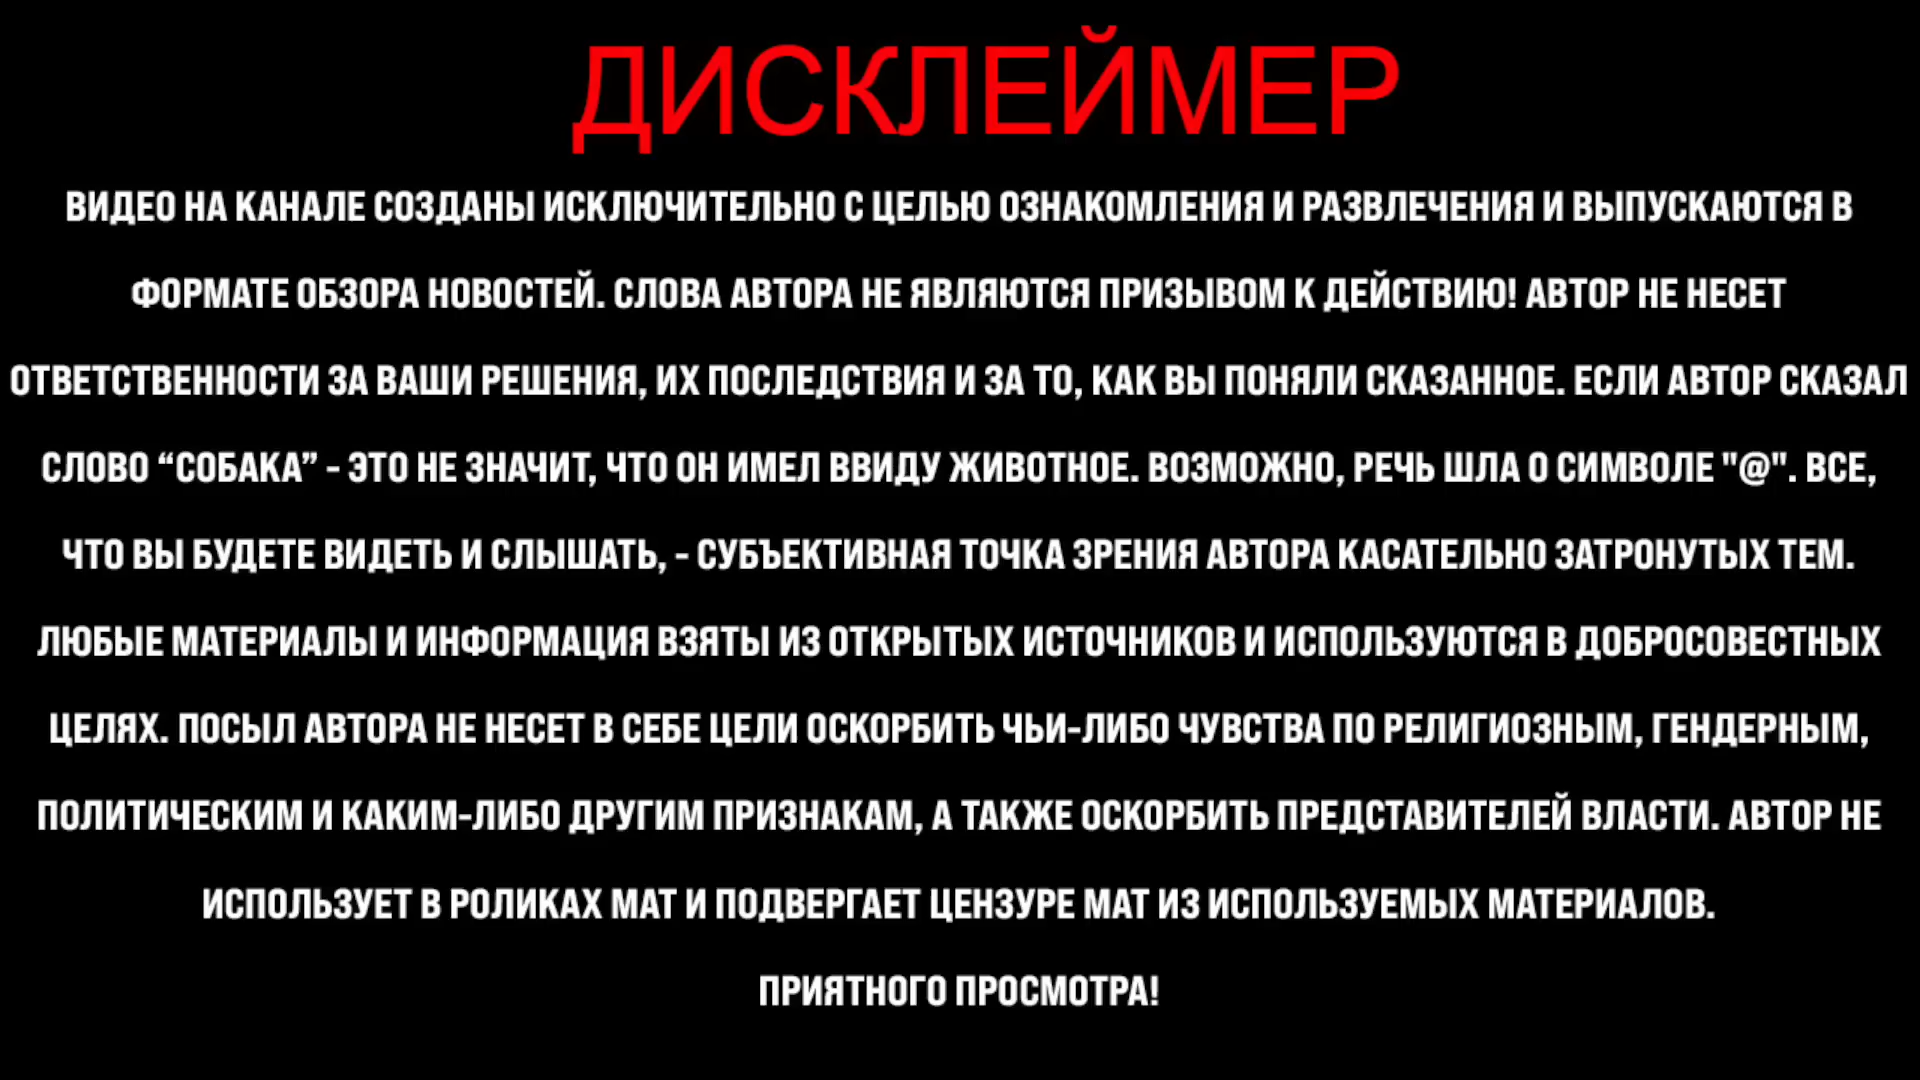 ДИСКЛЕЙМЕР
ВИДЕО НА КАНАЛЕ СОЗДАНЫ ИСКЛЮЧИТЕЛЬНО С ЦЕЛЬЮ ОЗНАКОМЛЕНИЯ И РАЗВЛЕЧЕНИЯ И ВЫПУСКАЮТСЯ В
ФОРМАТЕ ОБЗОРА НОВОСТЕЙ. СЛОВА АВТОРА НЕ ЯВЛЯЮТСЯ ПРИЗЫВОМ К ДЕЙСТВИЮ! АВТОР НЕ НЕСЕТ
ОТВЕТСТВЕННОСТИ ЗА ВАШИ РЕШЕНИЯ, ИХ ПОСЛЕДСТВИЯ И ЗА ТО, КАК ВЫ ПОНЯЛИ СКАЗАННОЕ. ЕСЛИ АВТОР СКАЗАЛ
СЛОВО “СОБАКА” - ЭТО НЕ ЗНАЧИТ, ЧТО ОН ИМЕЛ ВВИДУ ЖИВОТНОЕ. ВОЗМОЖНО, РЕЧЬ ШЛА О СИМВОЛЕ "@". ВСЕ,
ЧТО ВЫ БУДЕТЕ ВИДЕТЬ И СЛЫШАТЬ, - СУБЪЕКТИВНАЯ ТОЧКА ЗРЕНИЯ АВТОРА КАСАТЕЛЬНО ЗАТРОНУТЫХ ТЕМ.
ЛЮБЫЕ МАТЕРИАЛЫ И ИНФОРМАЦИЯ ВЗЯТЫ ИЗ ОТКРЫТЫХ ИСТОЧНИКОВ И ИСПОЛЬЗУЮТСЯ В ДОБРОСОВЕСТНЫХ
ЦЕЛЯХ. ПОСЫЛ АВТОРА НЕ НЕСЕТ В СЕБЕ ЦЕЛИ ОСКОРБИТЬ ЧЬИ-ЛИБО ЧУВСТВА ПО РЕЛИГИОЗНЫМ, ГЕНДЕРНЫМ,
ПОЛИТИЧЕСКИМ И КАКИМ-ЛИБО ДРУГИМ ПРИЗНАКАМ, А ТАКЖЕ ОСКОРБИТЬ ПРЕДСТАВИТЕЛЕЙ ВЛАСТИ. АВТОР НЕ
ИСПОЛЬЗУЕТ В РОЛИКАХ МАТ И ПОДВЕРГАЕТ ЦЕНЗУРЕ МАТ ИЗ ИСПОЛЬЗУЕМЫХ МАТЕРИАЛОВ.
ПРИЯТНОГО ПРОСМОТРА!